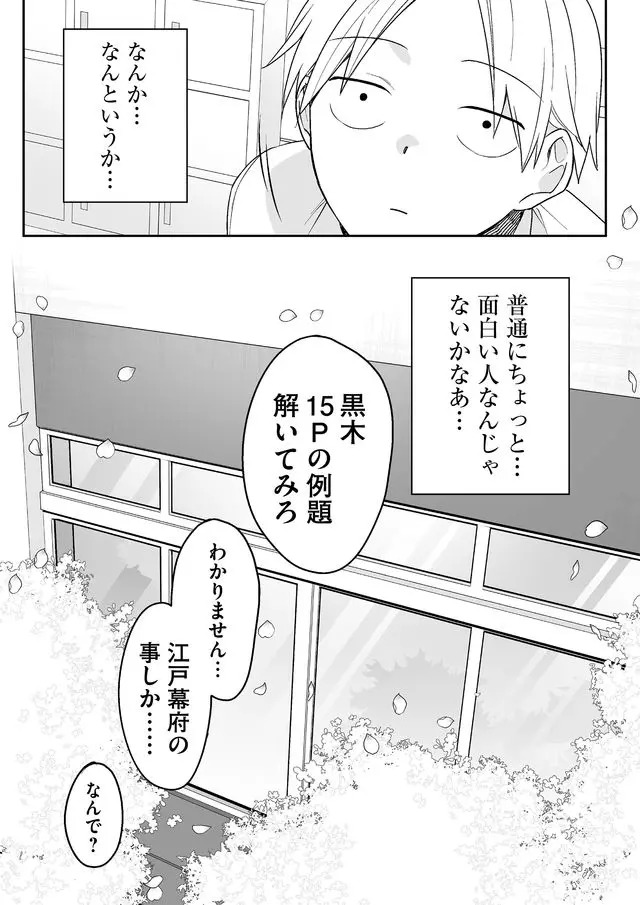 なんか…
なんというか…
普通にちょっと…
面白い人なんじゃ
ないかなあ…
黒木
15Pの例題
解いてみろ
わかりません…
江戸幕府の
事しか……
なんで?